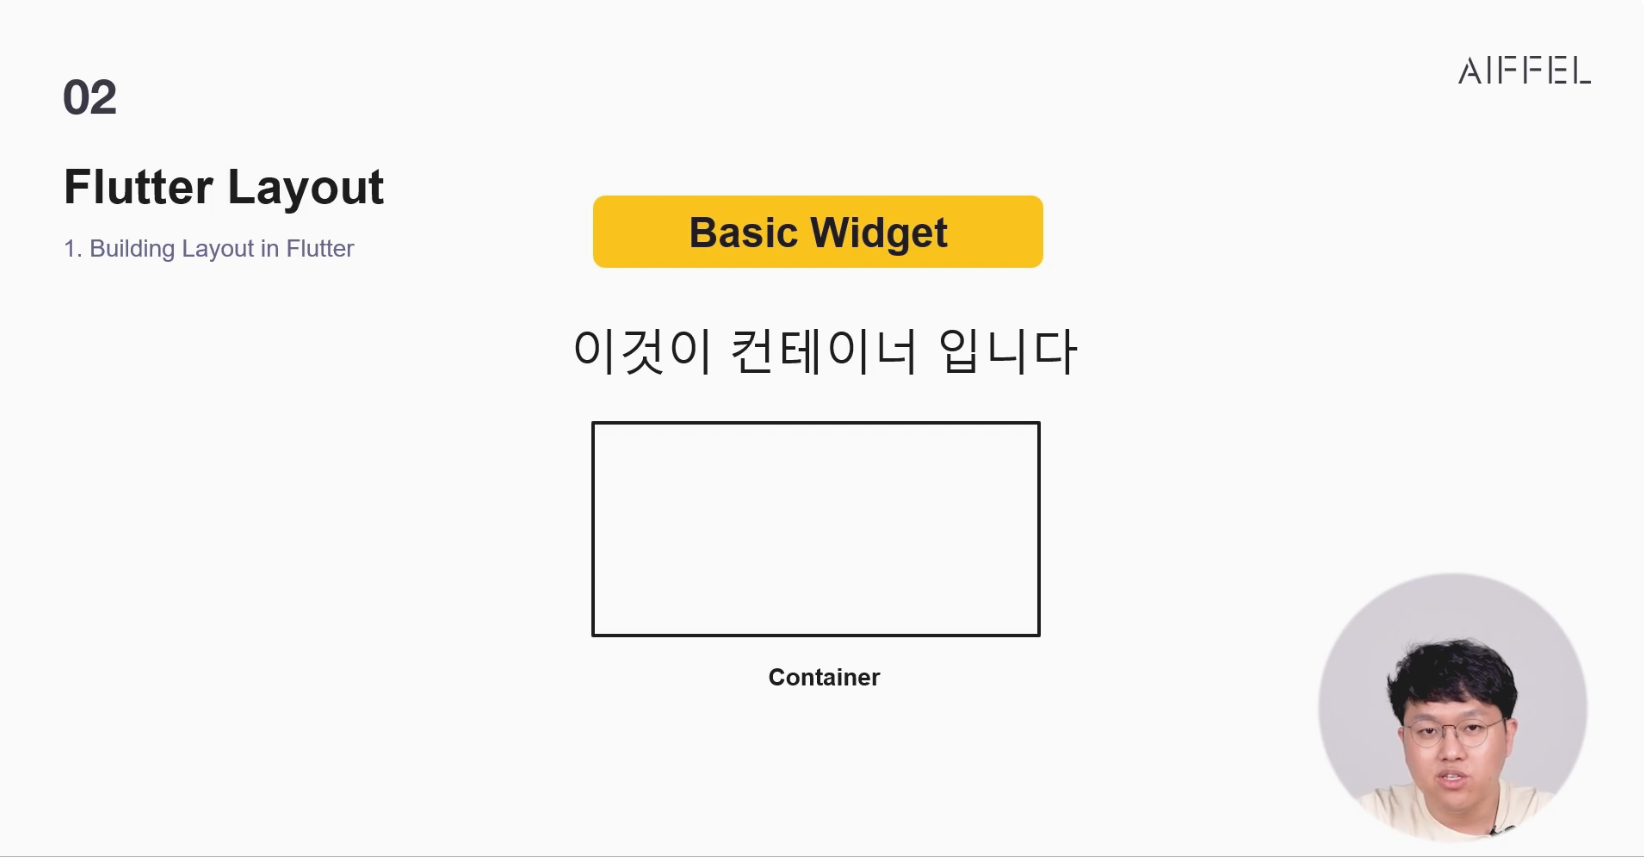 02
AIFFEL
Flutter Layout
1. Building Layout in Flutter
Basic Widget
이것이 컨테이너 입니다
Container